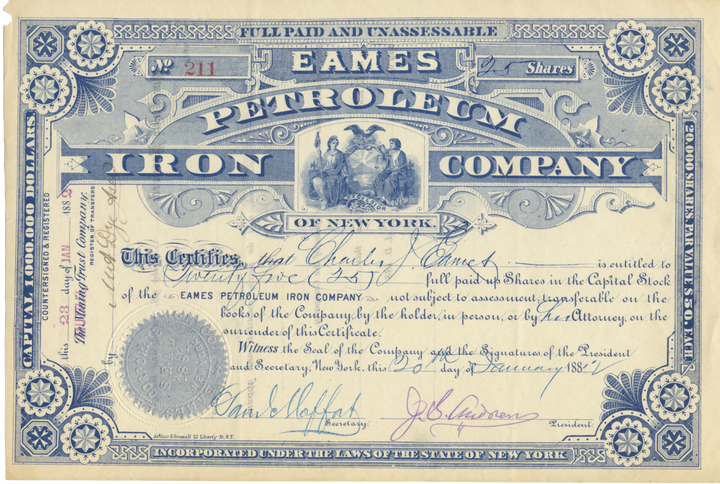 FULL PAID AND UNASSESSABLE
No 211
EAMES
25 Shares
PETROLEUM
IRON COMPANY
EXCELSIOR
OF NEW YORK.
This Certifies, that Charles J. Eames is entitled to
Twenty five (25) full paid up Shares in the Capital Stock
of the EAMES PETROLEUM IRON COMPANY not subject to assessment, transferable on the
books of the Company, by the holder, in person, or by his Attorney, on the
surrender of this Certificate.
Witness the Seal of the Company and the Signatures of the President
and Secretary, New York, this 20th day of January 1882
Secretary.
President.
INCORPORATED UNDER THE LAWS OF THE STATE OF NEW YORK
CAPITAL 1,000,000 DOLLARS.
COUNTERSIGNED & REGISTERED
this 23 day of JAN 1882
The Mining Trust Company,
REGISTER OF TRANSFERS
by
20,000 SHARES, PAR VALUE $50, EACH.